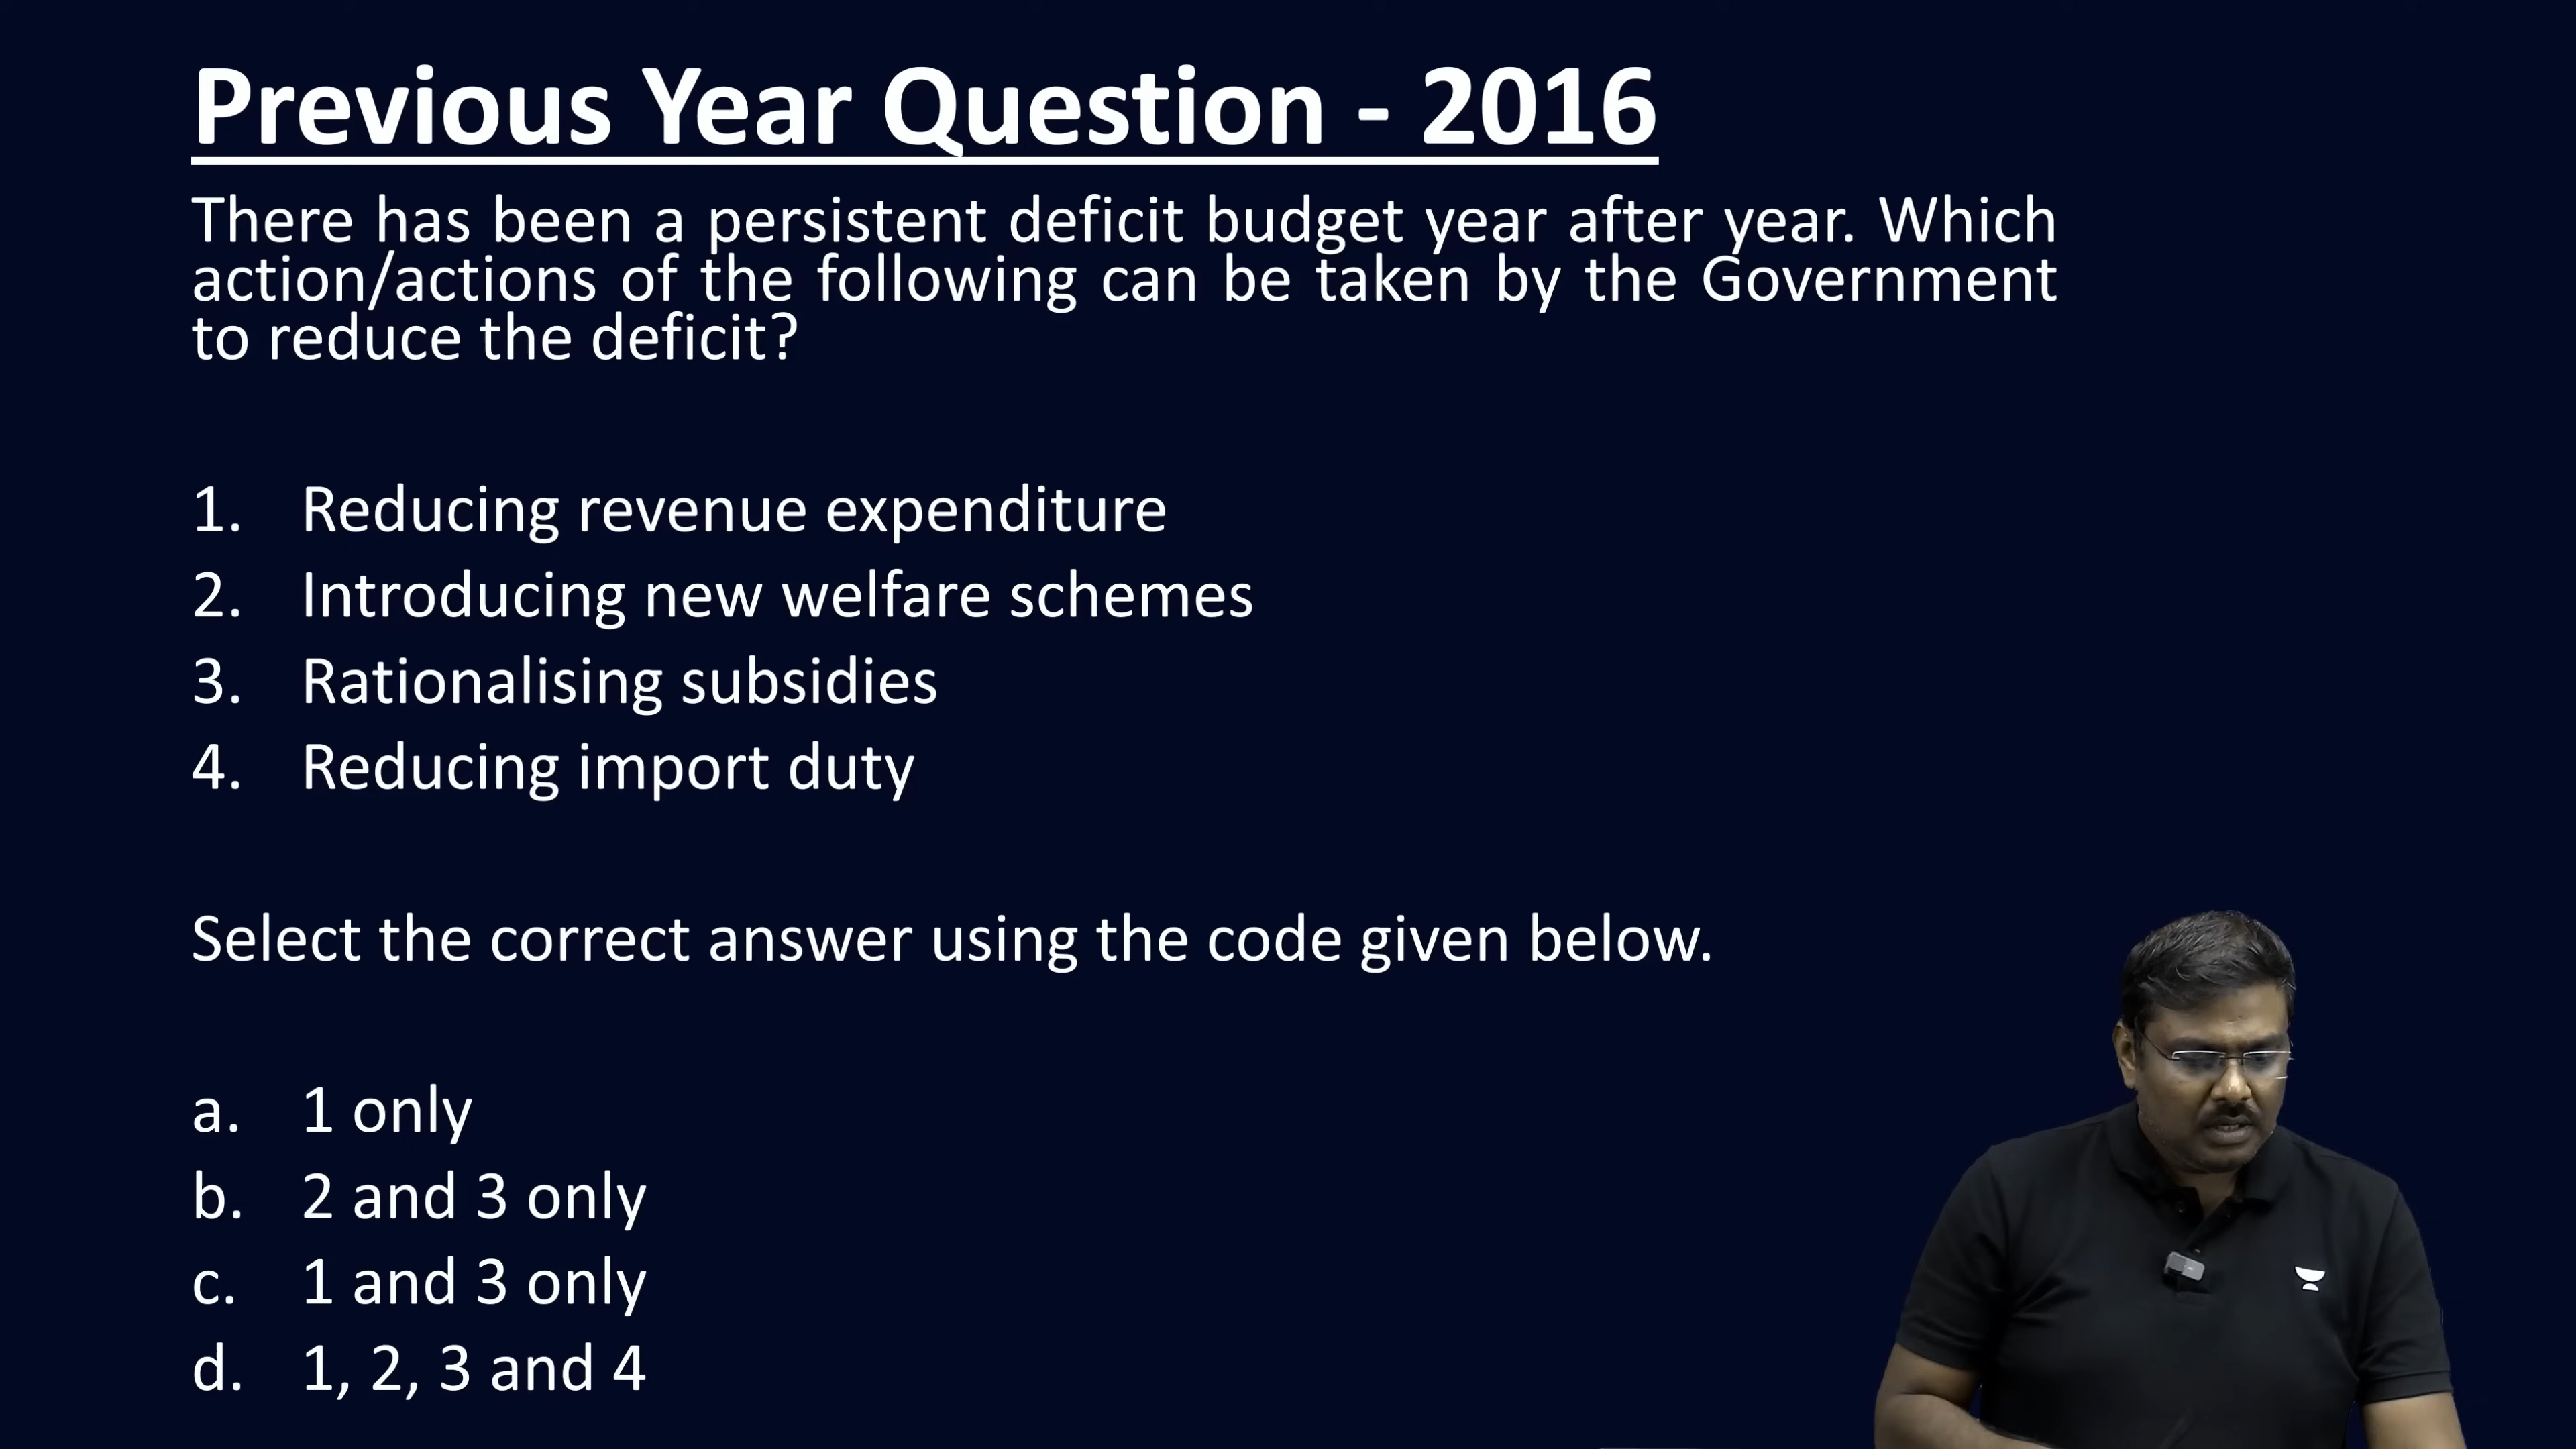 Previous Year Question - 2016
There has been a persistent deficit budget year after year. Which
action/actions of the following can be taken by the Government
to reduce the deficit?
1. Reducing revenue expenditure
2. Introducing new welfare schemes
3. Rationalising subsidies
4. Reducing import duty
Select the correct answer using the code given below.
a. 1 only
b. 2 and 3 only
c. 1 and 3 only
d. 1, 2, 3 and 4